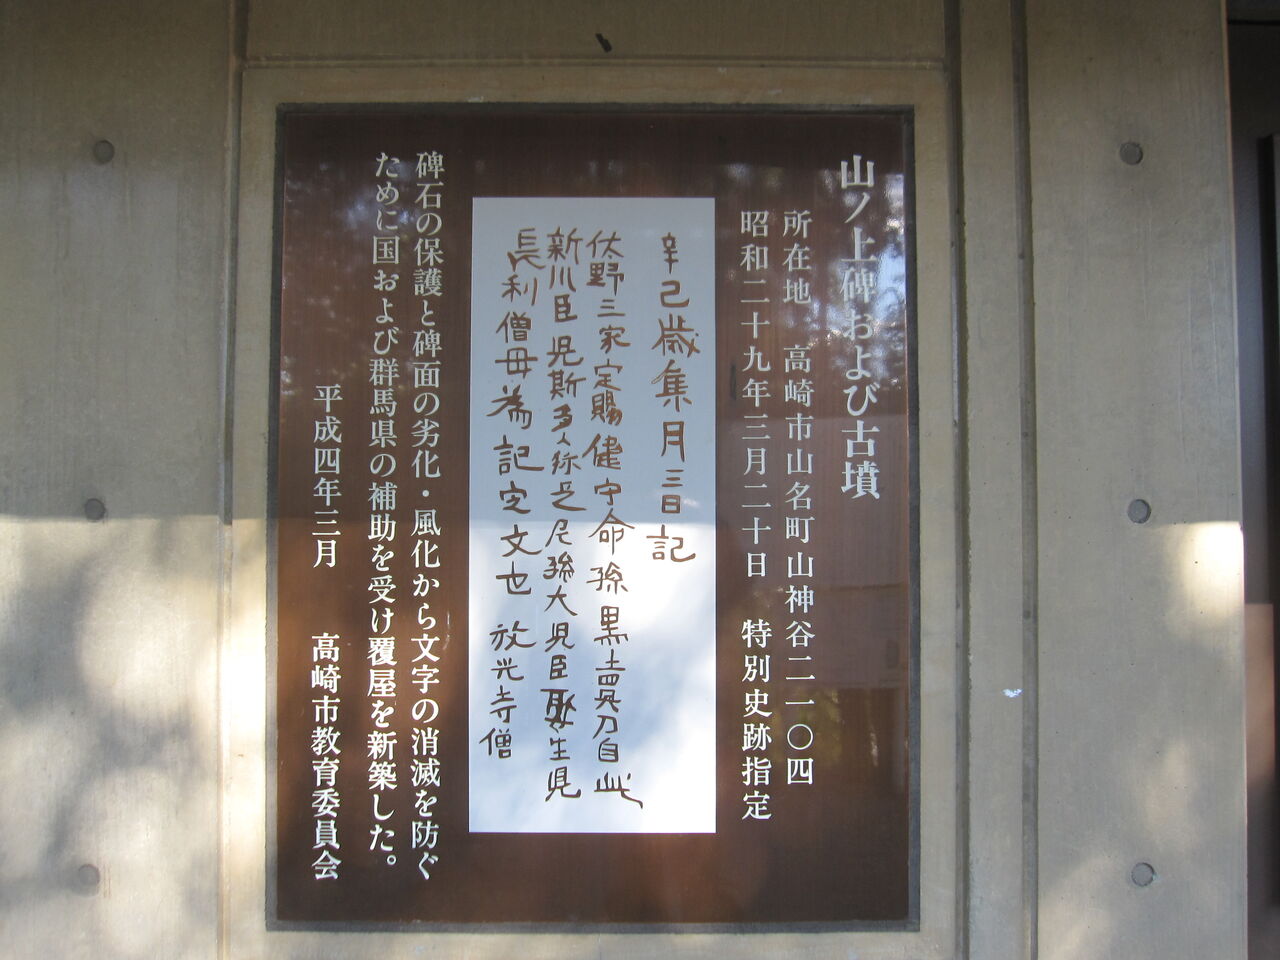 山ノ上碑および古墳
所在地 高崎市山名町山神谷二一〇四
昭和二十九年三月二十日 特別史跡指定
辛己歳集月三日記
佐野三家定賜健守命孫黒売刀自此
新川臣児斯多々弥足尼孫大児臣娶生児
長利僧母為記定文也 放光寺僧
碑石の保護と碑面の劣化・風化から文字の消滅を防ぐ
ために国および群馬県の補助を受け覆屋を新築した。
平成四年三月 高崎市教育委員会